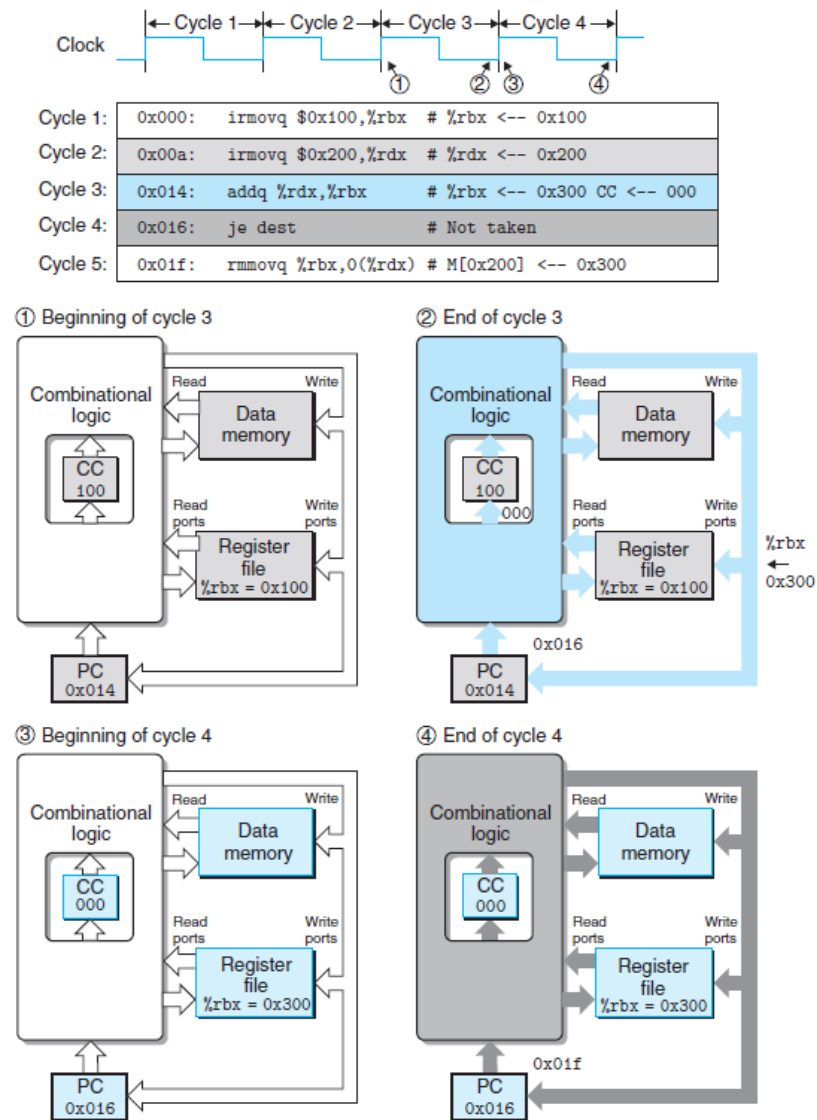 Cycle 1 Cycle 2 Cycle 3 Cycle 4
Clock
① ② ③ ④
Cycle 1: 0x000: irmovq $0x100,%rbx # %rbx <-- 0x100
Cycle 2: 0x00a: irmovq $0x200,%rdx # %rdx <-- 0x200
Cycle 3: 0x014: addq %rdx,%rbx # %rbx <-- 0x300 CC <-- 000
Cycle 4: 0x016: je dest # Not taken
Cycle 5: 0x01f: rmmovq %rbx,0(%rdx) # M[0x200] <-- 0x300
① Beginning of cycle 3
Combinational
logic
CC
100
Read
Write
Data
memory
Read
ports
Write
ports
Register
file
%rbx = 0x100
PC
0x014
② End of cycle 3
Combinational
logic
CC
100
000
Read
Write
Data
memory
Read
ports
Write
ports
Register
file
%rbx = 0x100
%rbx
←
0x300
0x016
PC
0x014
③ Beginning of cycle 4
Combinational
logic
CC
000
Read
Write
Data
memory
Read
ports
Write
ports
Register
file
%rbx = 0x300
PC
0x016
④ End of cycle 4
Combinational
logic
CC
000
Read
Write
Data
memory
Read
ports
Write
ports
Register
file
%rbx = 0x300
0x01f
PC
0x016